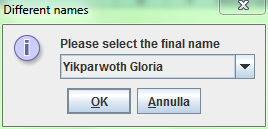 Different names
Please select the final name
Yikparwoth Gloria
OK Annulla